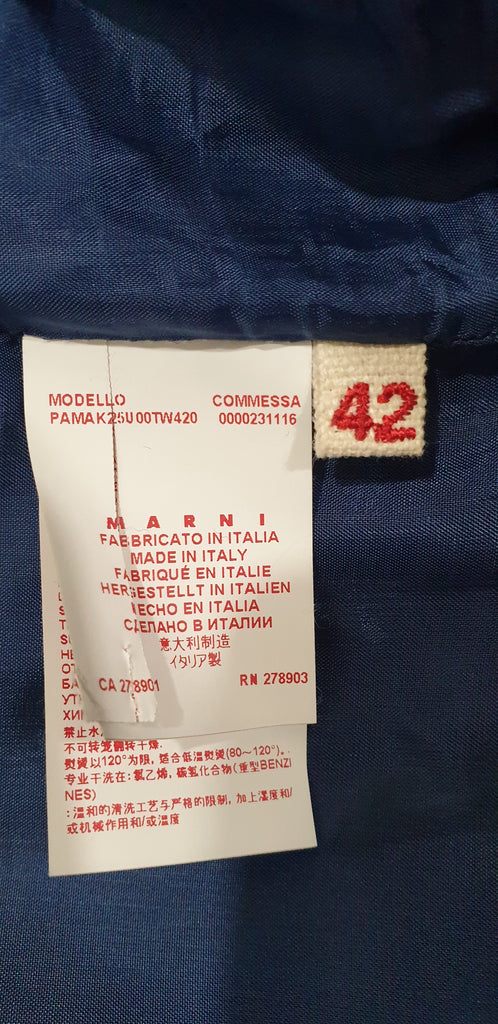 MODELLO COMMESSA
PAMAK25U00TW420 0000231116
42
MARNI
FABBRICATO IN ITALIA
MADE IN ITALY
FABRIQUÉ EN ITALIE
HERGESTELLT IN ITALIEN
HECHO EN ITALIA
СДЕЛАНО В ИТАЛИИ
意大利制造
イタリア製
CA 278901 RN 278903
禁止水
不可转笼翻转干燥.
熨烫以120°为限, 适合低温熨烫(80~120°)。
专业干洗在: 氯乙烯, 碳氢化合物(重型BENZI
NES)
:温和的清洗工艺与严格的限制, 加上湿度和/
或机械作用和/或温度